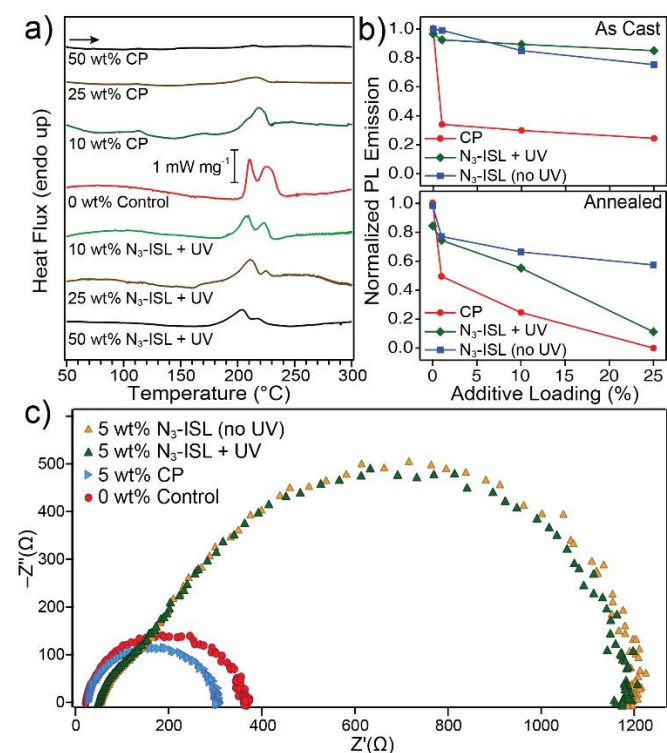 a)
50 wt% CP
25 wt% CP
10 wt% CP
1 mW mg⁻¹
0 wt% Control
10 wt% N₃-ISL + UV
25 wt% N₃-ISL + UV
50 wt% N₃-ISL + UV
Heat Flux (endo up)
50 100 150 200 250 300
Temperature (°C)
b)
As Cast
1.0
0.8
0.6
0.4
0.2
0.0
CP
N₃-ISL + UV
N₃-ISL (no UV)
0 5 10 15 20 25
Normalized PL Emission
Annealed
1.0
0.8
0.6
0.4
0.2
0.0
CP
N₃-ISL + UV
N₃-ISL (no UV)
0 5 10 15 20 25
Additive Loading (%)
c)
5 wt% N₃-ISL (no UV)
5 wt% N₃-ISL + UV
5 wt% CP
0 wt% Control
500
400
300
200
100
0
–Z"(Ω)
0 200 400 600 800 1000 1200
Z'(Ω)